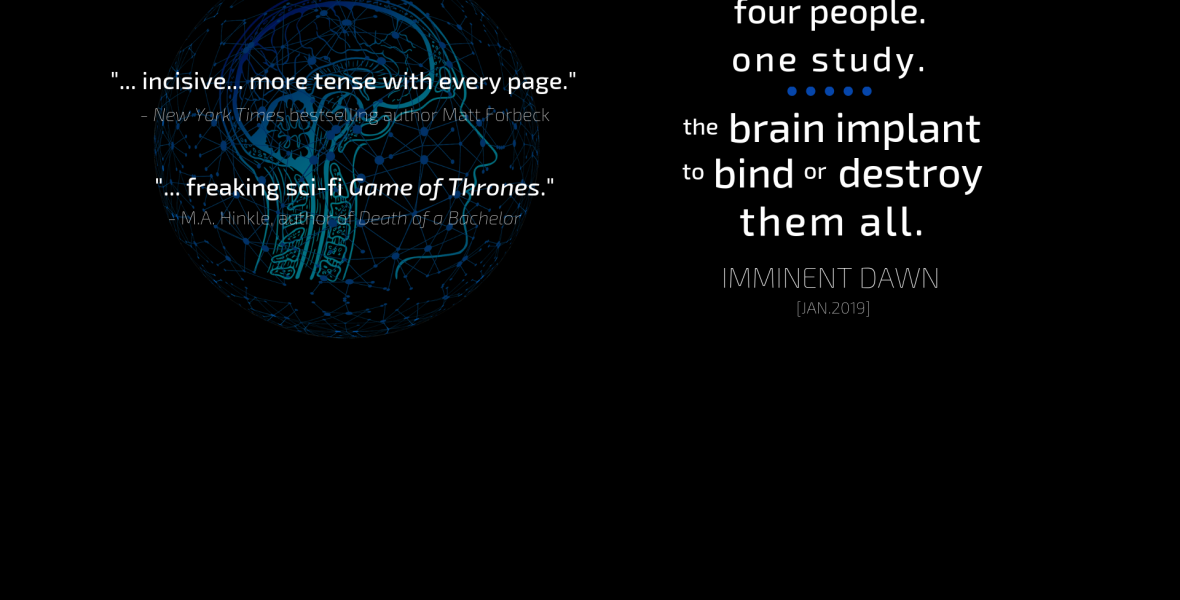 "... incisive... more tense with every page."
- New York Times bestselling author Matt Forbeck
"... freaking sci-fi Game of Thrones."
- M.A. Hinkle, author of Death of a Bachelor
four people.
one study.
the brain implant
to bind or destroy
them all.
IMMINENT DAWN
[JAN.2019]